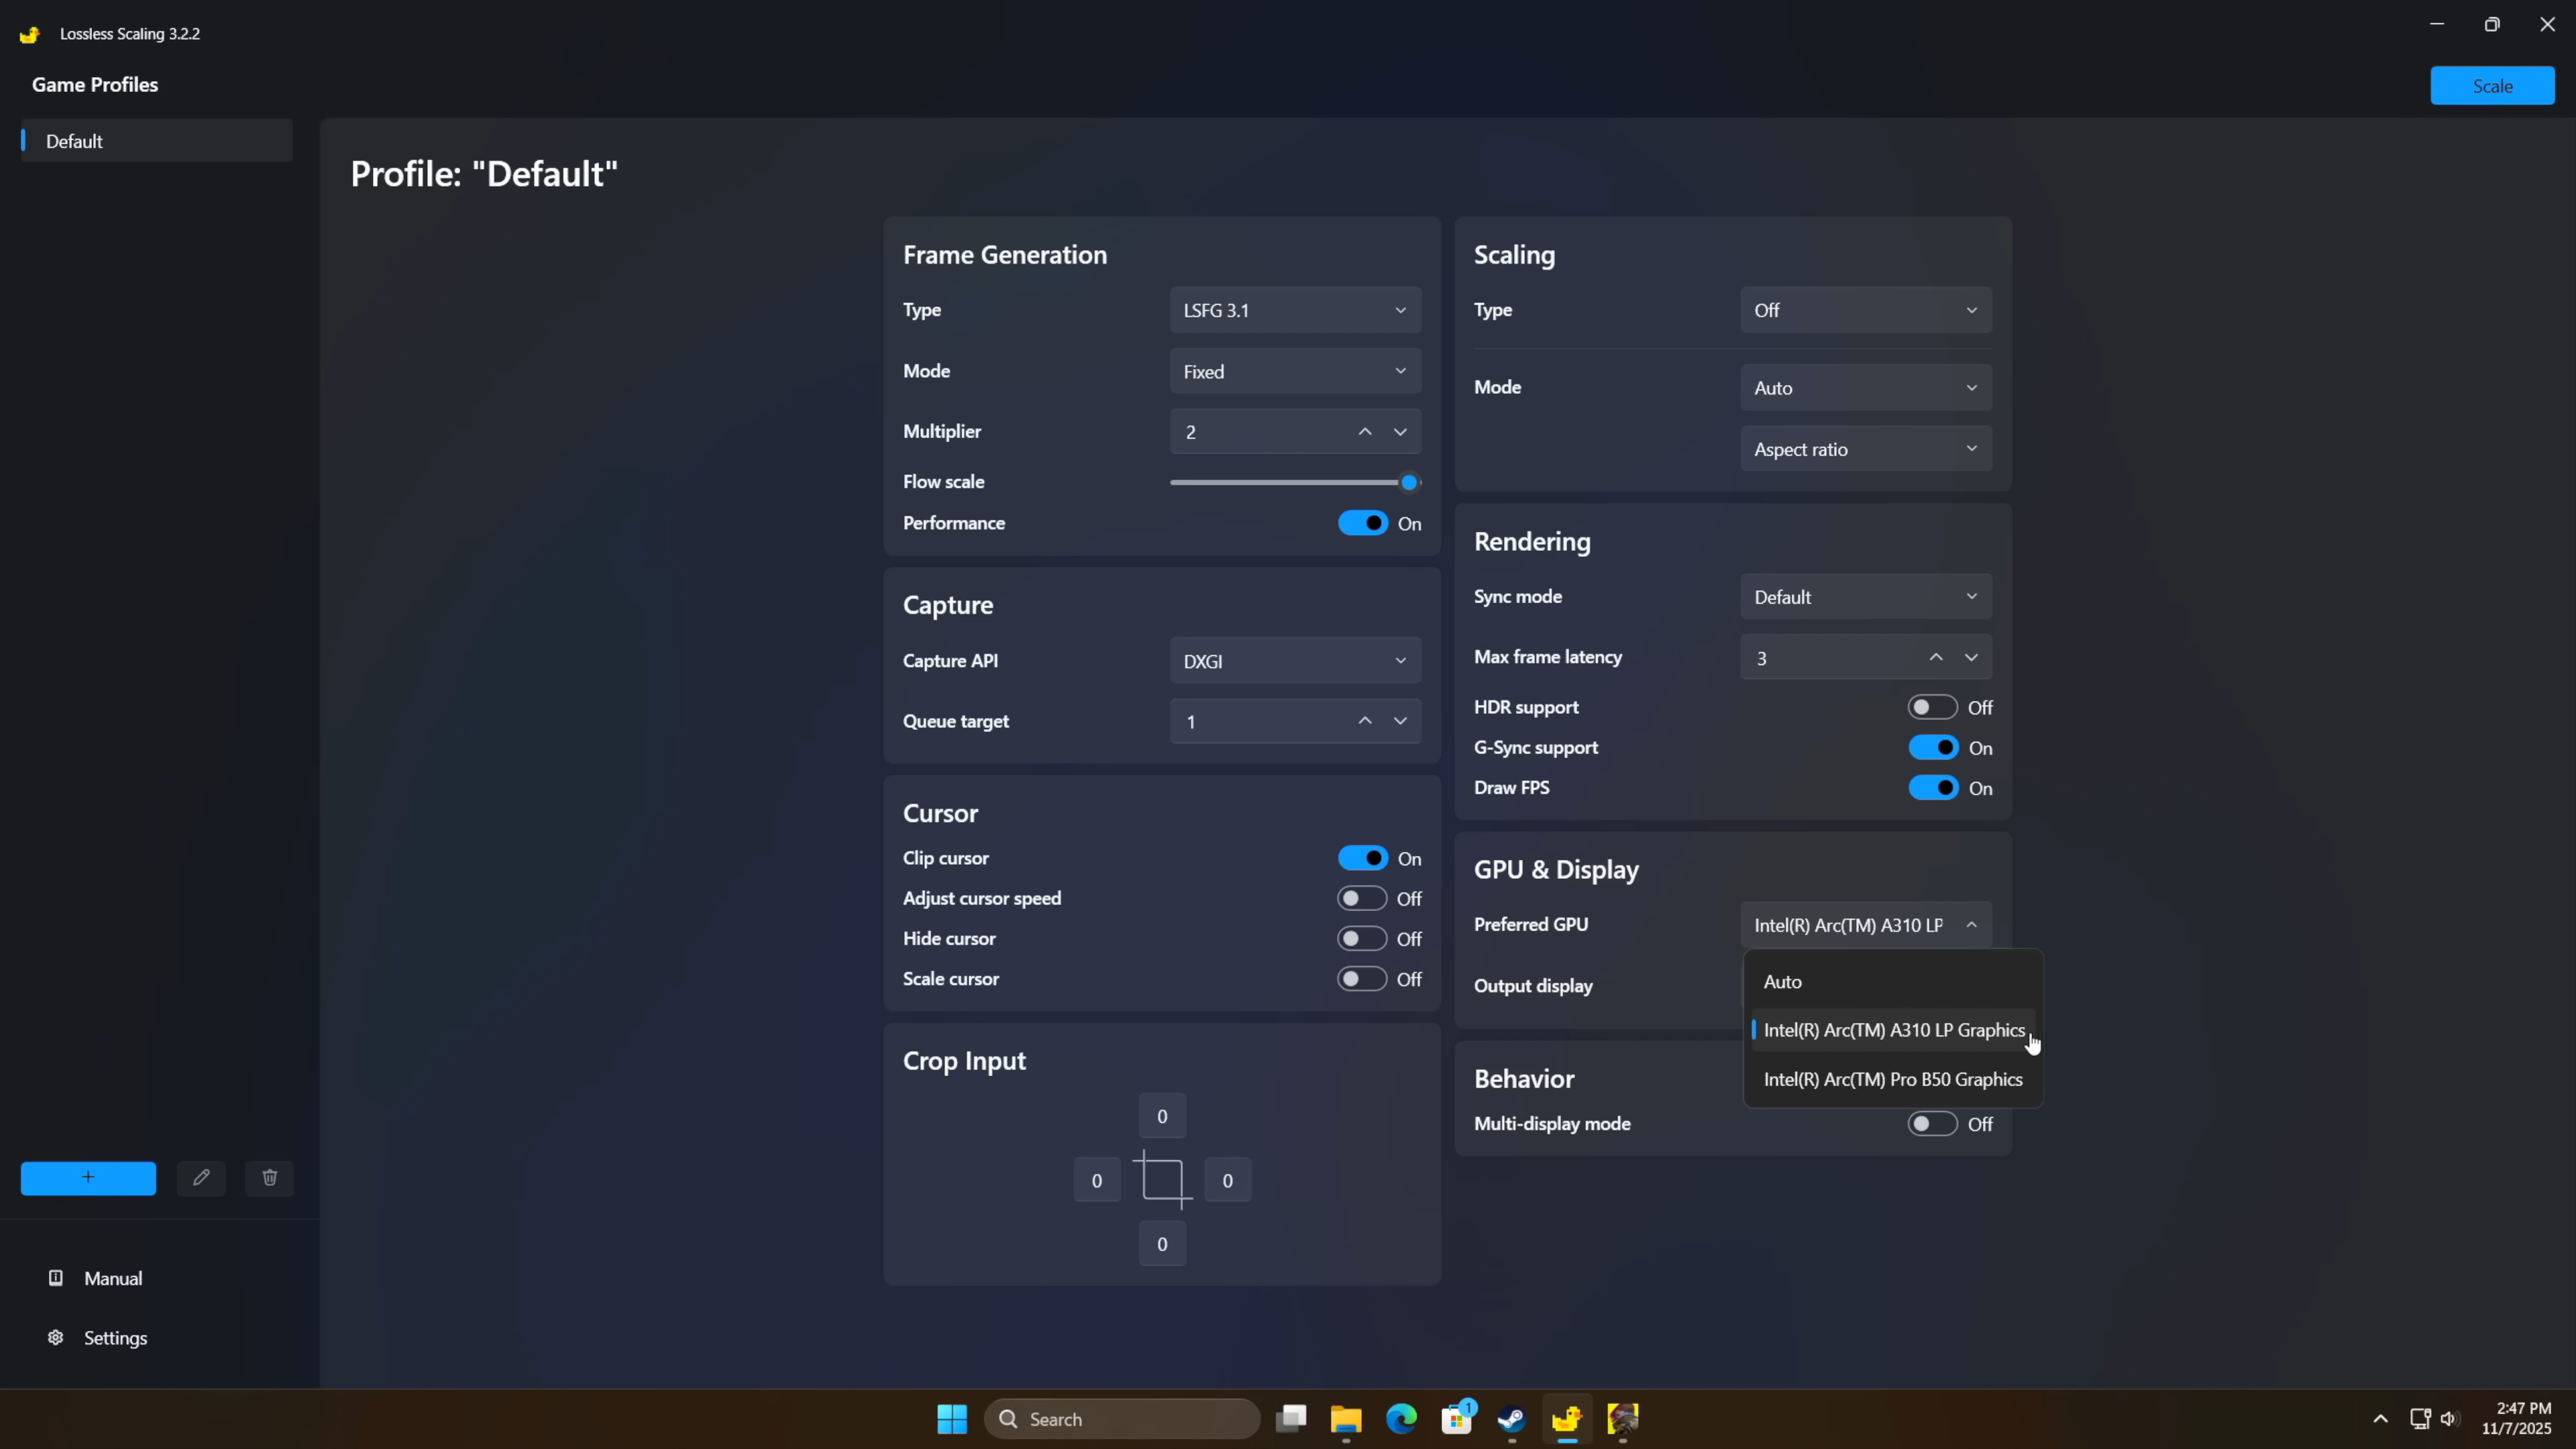 Lossless Scaling 3.2.2
Game Profiles
Scale
Default
Profile: "Default"
Frame Generation
Type
LSFG 3.1
Mode
Fixed
Multiplier
2
Flow scale
Performance
On
Capture
Capture API
DXGI
Queue target
1
Cursor
Clip cursor
On
Adjust cursor speed
Off
Hide cursor
Off
Scale cursor
Off
Crop Input
0
0
0
0
Scaling
Type
Off
Mode
Auto
Aspect ratio
Rendering
Sync mode
Default
Max frame latency
3
HDR support
Off
G-Sync support
On
Draw FPS
On
GPU & Display
Preferred GPU
Intel(R) Arc(TM) A310 LP
Auto
Output display
Intel(R) Arc(TM) A310 LP Graphics
Intel(R) Arc(TM) Pro B50 Graphics
Behavior
Multi-display mode
Off
+
Manual
Settings
Search
1
2:47 PM
11/7/2025